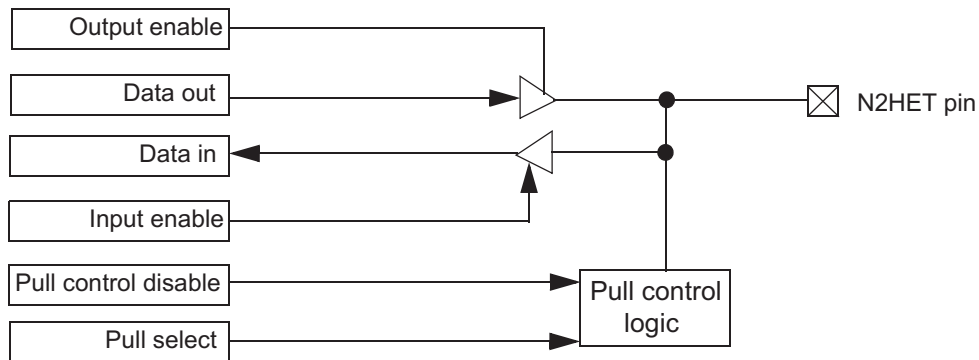 Output enable
Data out
N2HET pin
Data in
Input enable
Pull control disable
Pull control
logic
Pull select